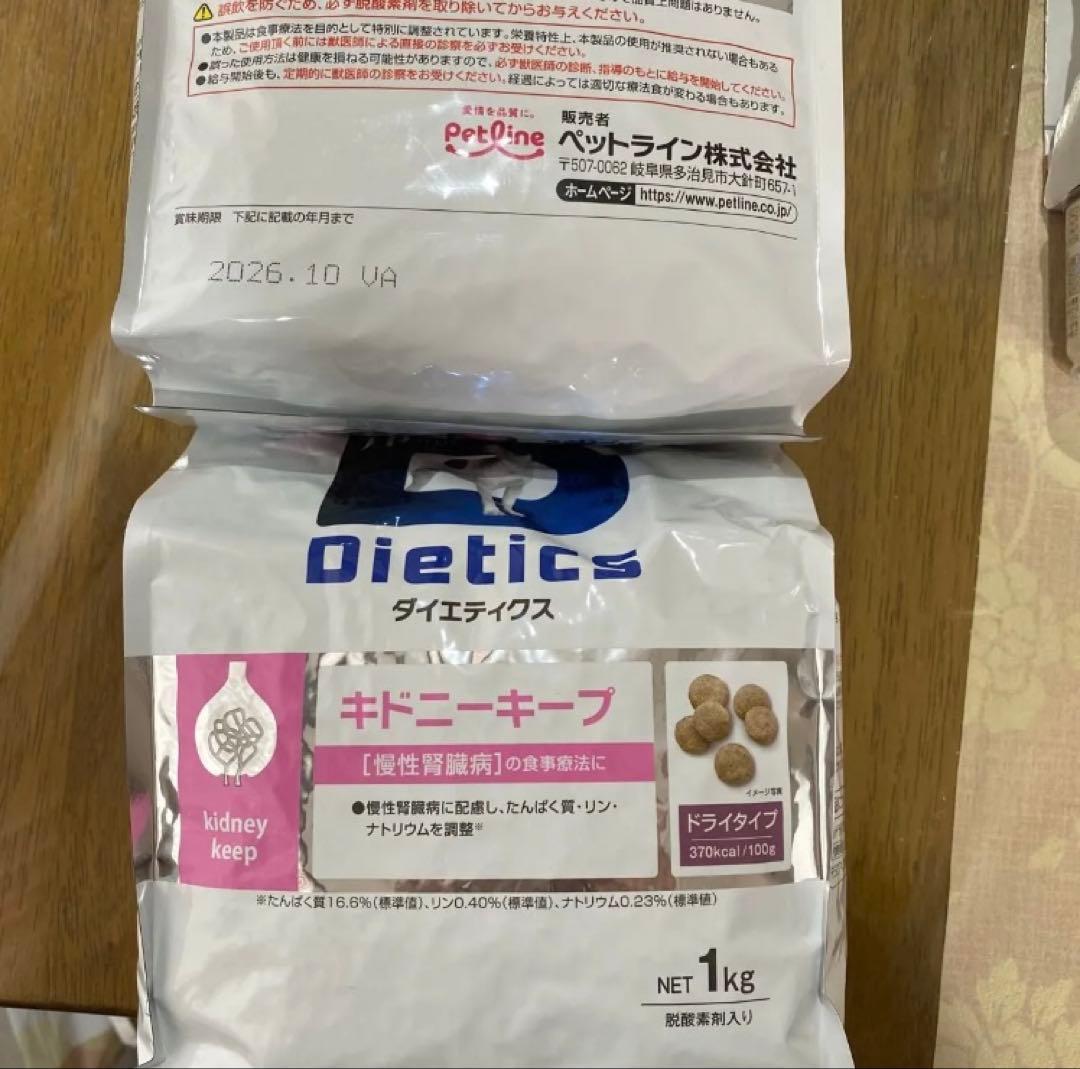 品質上問題はありません。
誤飲を防ぐため、必ず脱酸素剤を取り除いてからお与えください。
●本製品は食事療法を目的として特別に調整されています。栄養特性上、本製品の使用が推奨されない場合もある
ため、ご使用頂く前には獣医師による直接の診察を必ずお受けください。
●誤った使用方法は健康を損ねる可能性がありますので、必ず獣医師の診断、指導のもとに給与を開始してください。
●給与開始後も、定期的に獣医師の診察をお受けください。経過によっては適切な療法食が変わる場合もあります。
愛情を品質に。
Petline
販売者
ペットライン株式会社
〒507-0062 岐阜県多治見市大針町657-1
ホームページ https://www.petline.co.jp/
賞味期限 下記に記載の年月まで
2026.10 VA
Dietics
ダイエティクス
キドニーキープ
[慢性腎臓病]の食事療法に
●慢性腎臓病に配慮し、たんぱく質・リン・
ナトリウムを調整※
kidney
keep
イメージ写真
ドライタイプ
370kcal/100g
※たんぱく質16.6%(標準値)、リン0.40%(標準値)、ナトリウム0.23%(標準値)
NET 1kg
脱酸素剤入り